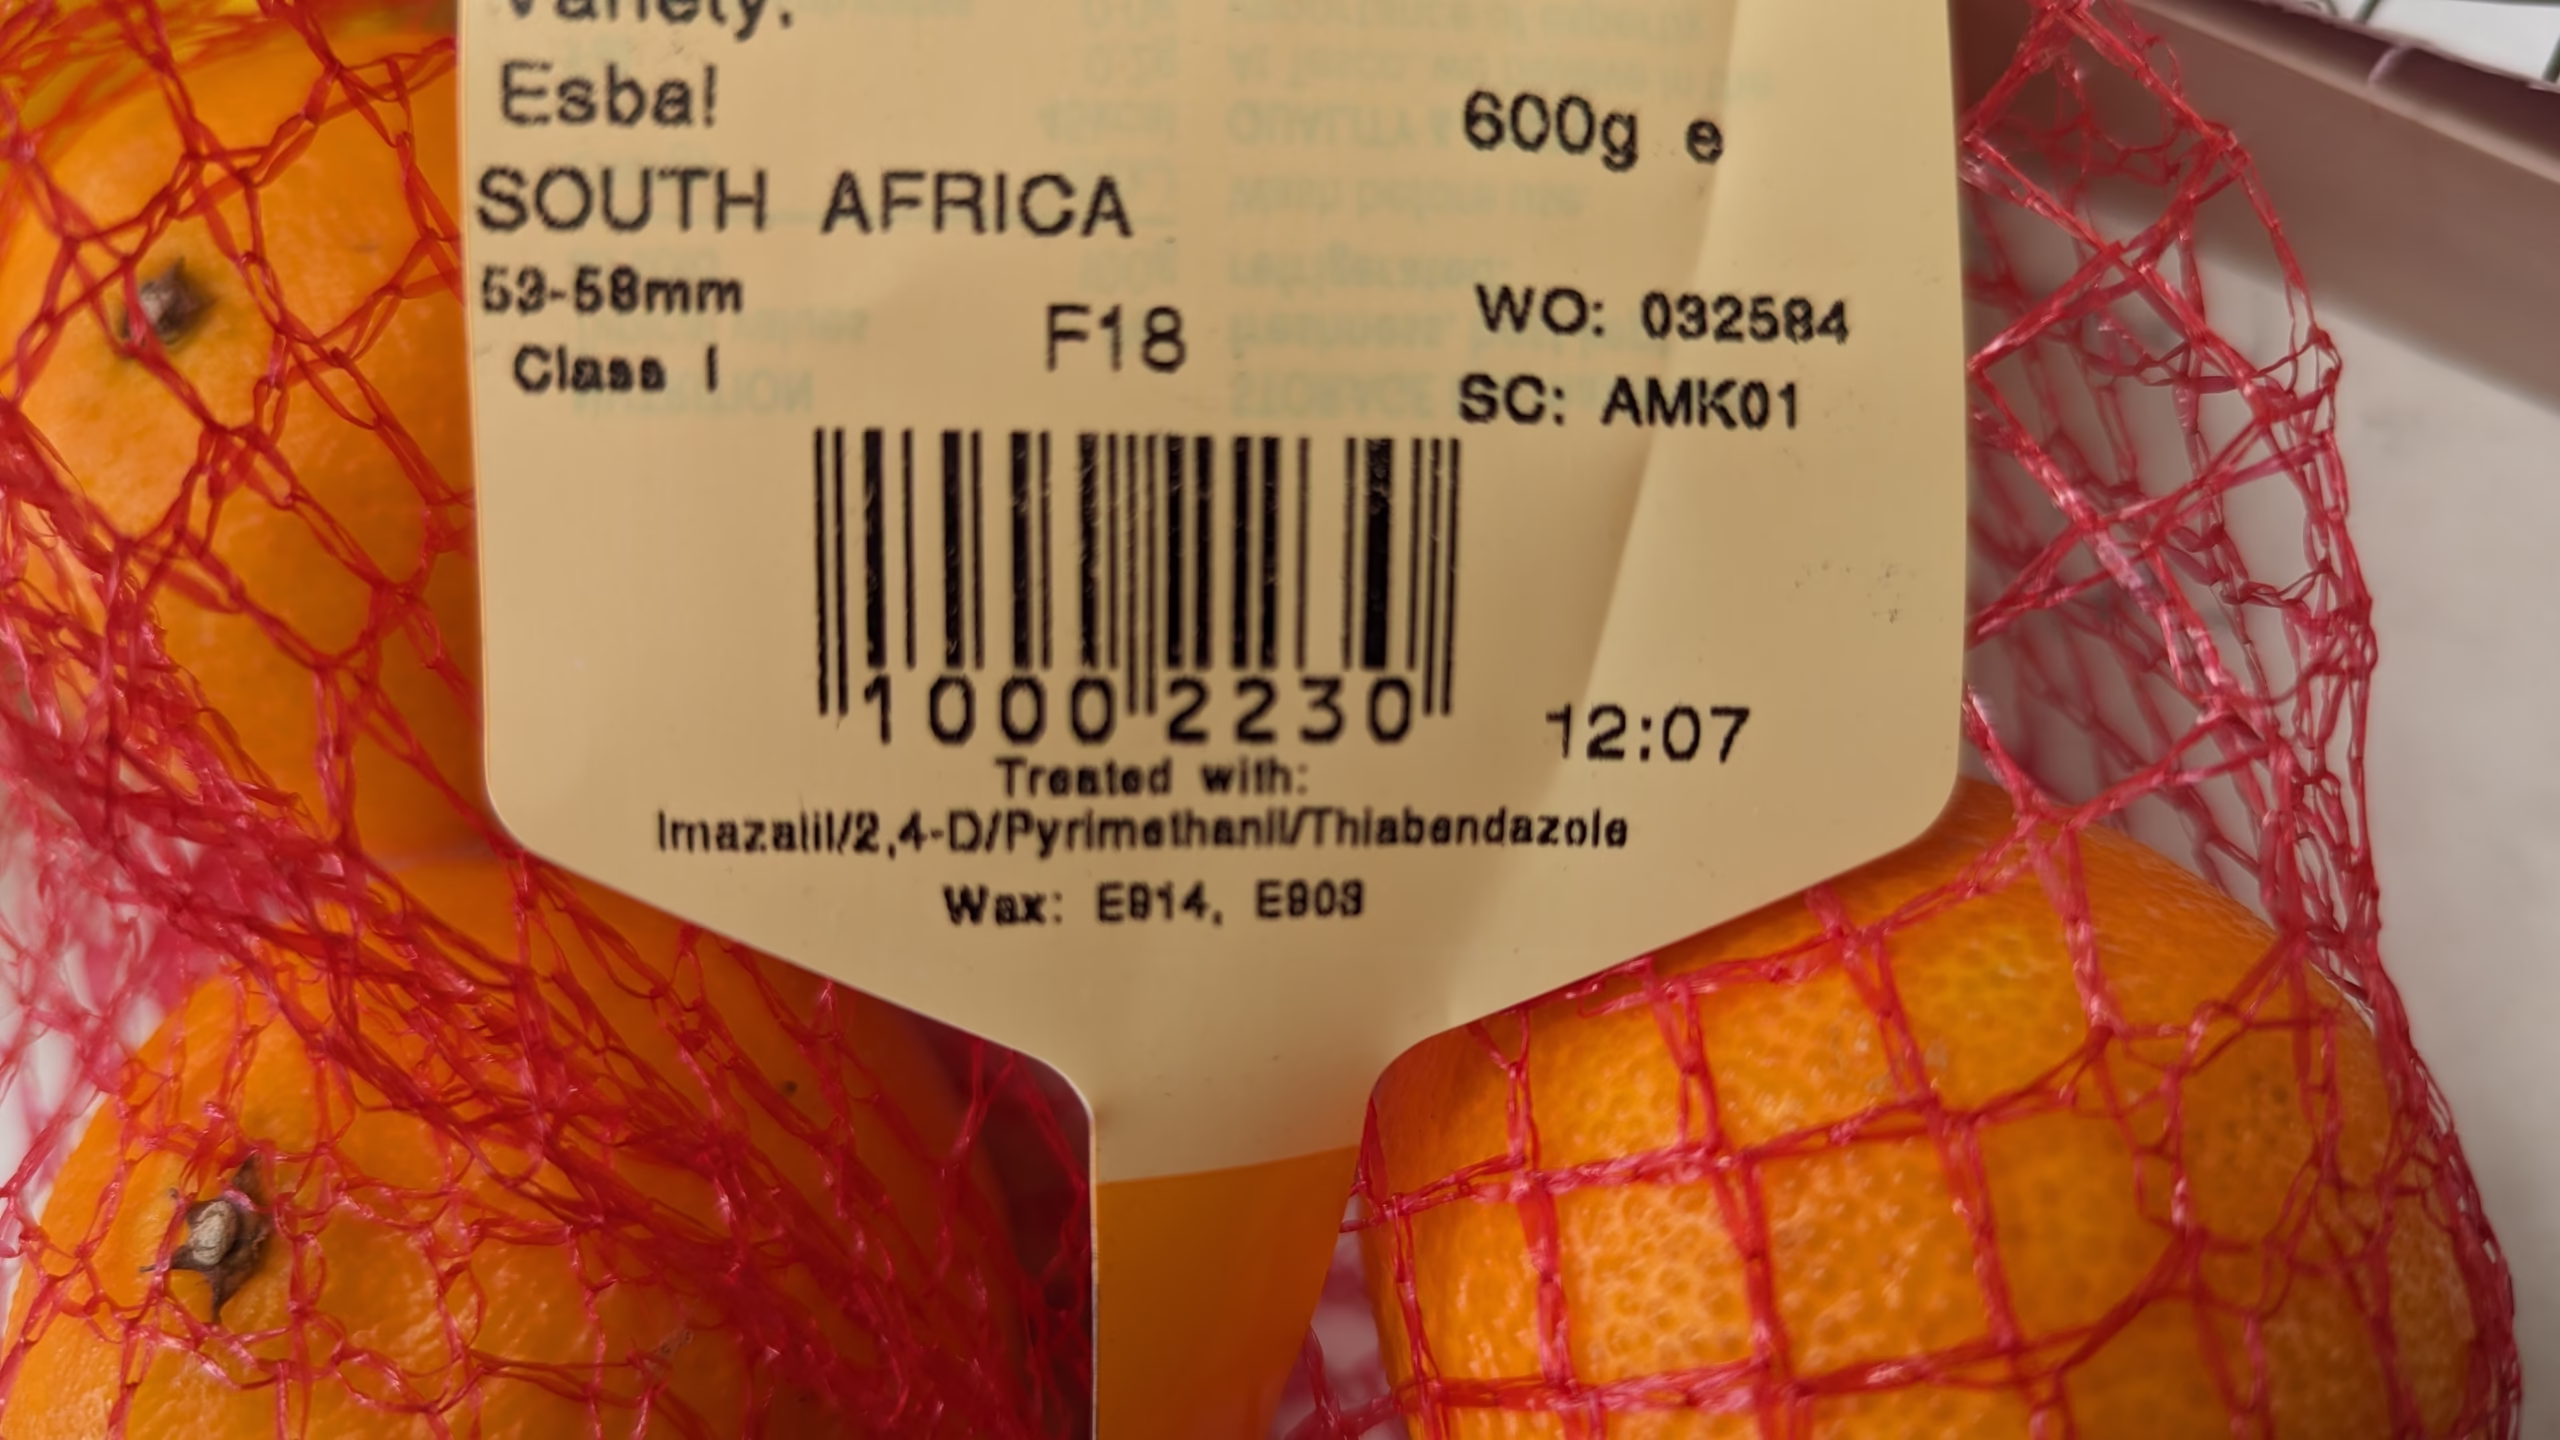 Variety:
Esbal
600g e
SOUTH AFRICA
53-58mm
F18
WO: 032584
Class I
SC: AMK01
1000 2230
12:07
Treated with:
Imazalil/2,4-D/Pyrimethanil/Thiabendazole
Wax: E914, E903